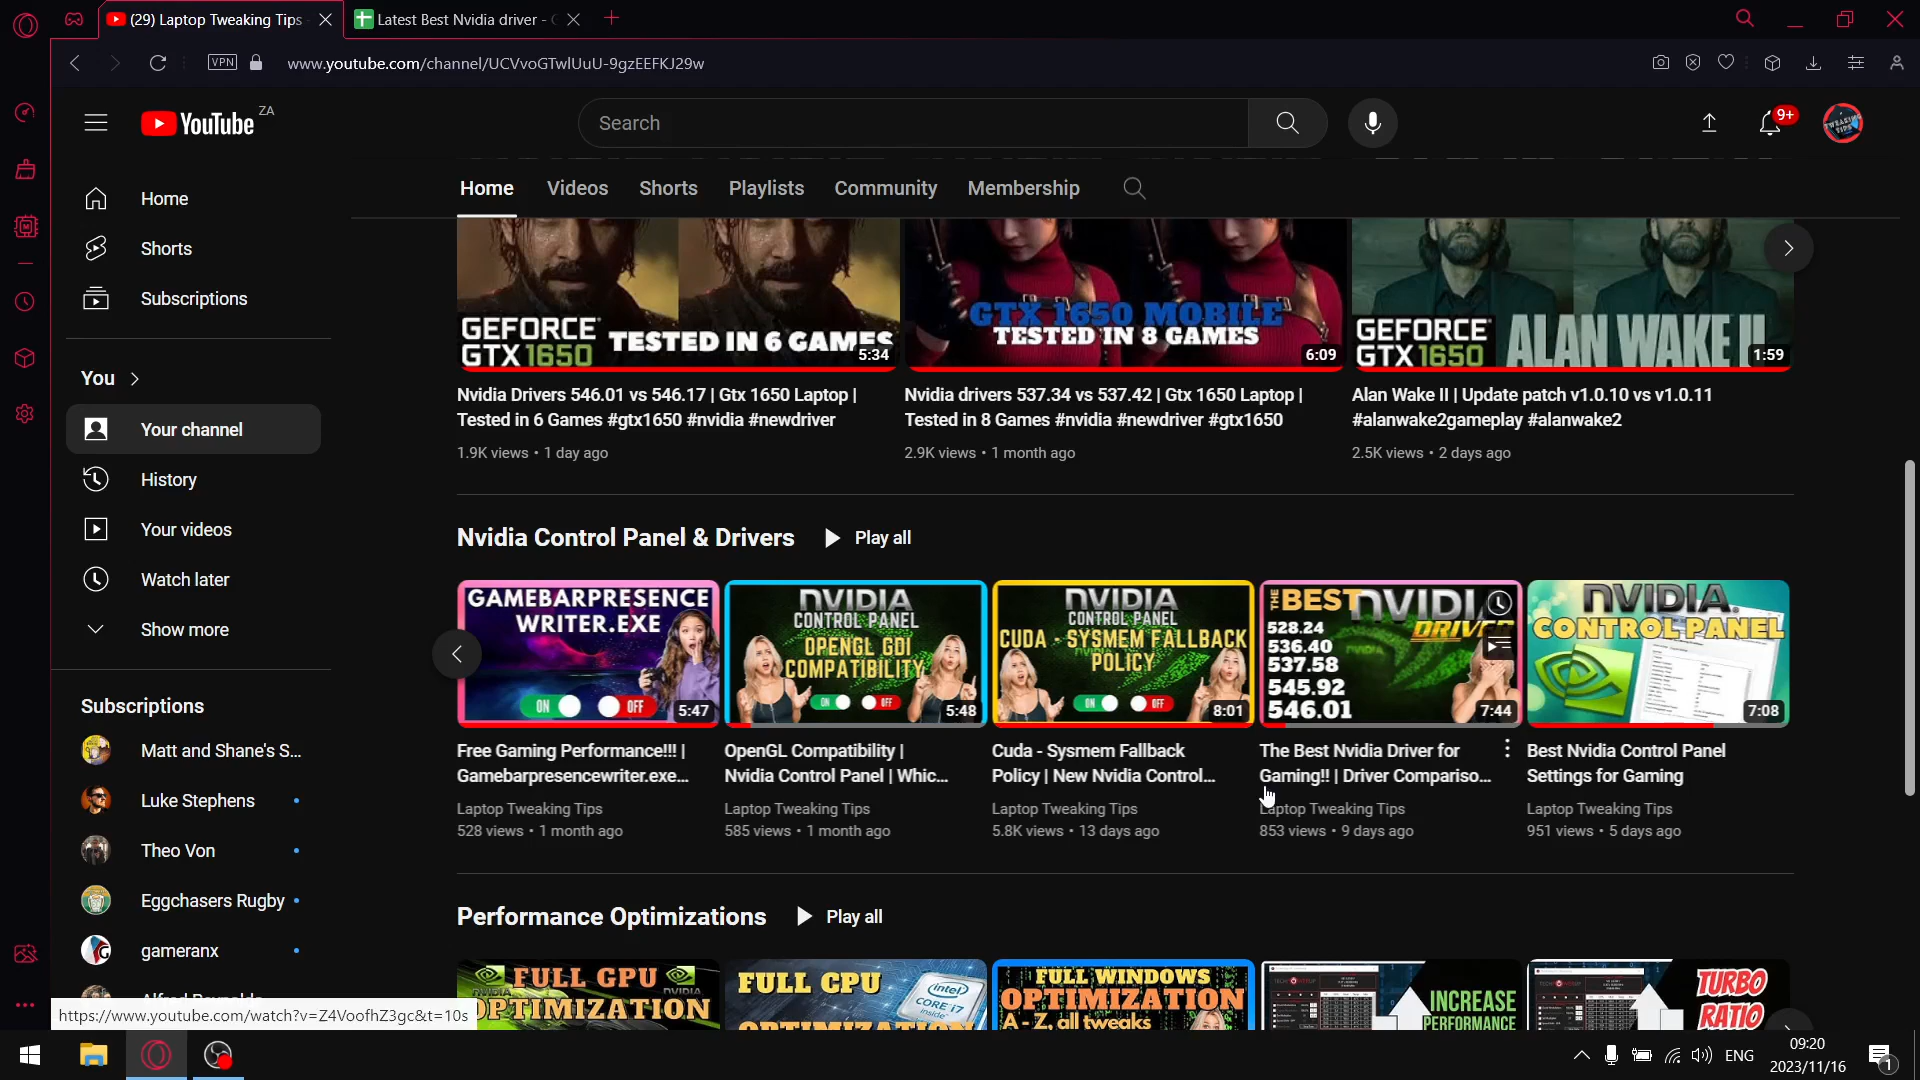 (29) Laptop Tweaking Tips
Latest Best Nvidia driver -
VPN
www.youtube.com/channel/UCVvoGTwlUuU-9gzEEFKJ29w
YouTube ZA
Search
9+
Home
Shorts
Subscriptions
You
Your channel
History
Your videos
Watch later
Show more
Subscriptions
Matt and Shane's S...
Luke Stephens
Theo Von
Eggchasers Rugby
gameranx
Home Videos Shorts Playlists Community Membership
GEFORCE
GTX1650
TESTED IN 6 GAMES
5:34
GTX 1650 MOBILE
TESTED IN 8 GAMES
6:09
GEFORCE
GTX1650
ALAN WAKE II
1:59
Nvidia Drivers 546.01 vs 546.17 | Gtx 1650 Laptop |
Tested in 6 Games #gtx1650 #nvidia #newdriver
1.9K views • 1 day ago
Nvidia drivers 537.34 vs 537.42 | Gtx 1650 Laptop |
Tested in 8 Games #nvidia #newdriver #gtx1650
2.9K views • 1 month ago
Alan Wake II | Update patch v1.0.10 vs v1.0.11
#alanwake2gameplay #alanwake2
2.5K views • 2 days ago
Nvidia Control Panel & Drivers
Play all
GAMEBARPRESENCE
WRITER.EXE
ON OFF
5:47
NVIDIA
CONTROL PANEL
OPENGL GDI
COMPATIBILITY
ON OFF
5:48
NVIDIA
CONTROL PANEL
CUDA - SYSMEM FALLBACK
POLICY
ON OFF
8:01
THE BEST NVIDIA
DRIVER
528.24
536.40
537.58
545.92
546.01
7:44
NVIDIA.
CONTROL PANEL
7:08
Free Gaming Performance!!! |
Gamebarpresencewriter.exe...
Laptop Tweaking Tips
528 views • 1 month ago
OpenGL Compatibility |
Nvidia Control Panel | Whic...
Laptop Tweaking Tips
585 views • 1 month ago
Cuda - Sysmem Fallback
Policy | New Nvidia Control...
Laptop Tweaking Tips
5.8K views • 13 days ago
The Best Nvidia Driver for
Gaming!! | Driver Compariso...
Laptop Tweaking Tips
853 views • 9 days ago
Best Nvidia Control Panel
Settings for Gaming
Laptop Tweaking Tips
951 views • 5 days ago
Performance Optimizations
Play all
FULL GPU
NVIDIA
OPTIMIZATION
FULL CPU
intel
CORE i7
inside
OPTIMIZATION
FULL WINDOWS
OPTIMIZATION
A - Z, all tweaks
INCREASE
PERFORMANCE
TURBO
RATIO
https://www.youtube.com/watch?v=Z4VoofhZ3gc&t=10s
ENG
09:20
2023/11/16
1